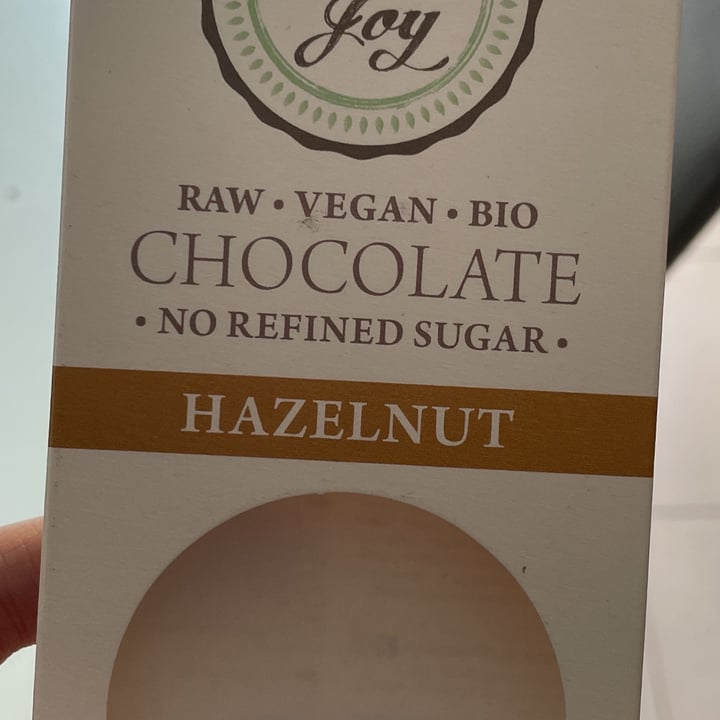 Joy
RAW • VEGAN • BIO
CHOCOLATE
• NO REFINED SUGAR •
HAZELNUT